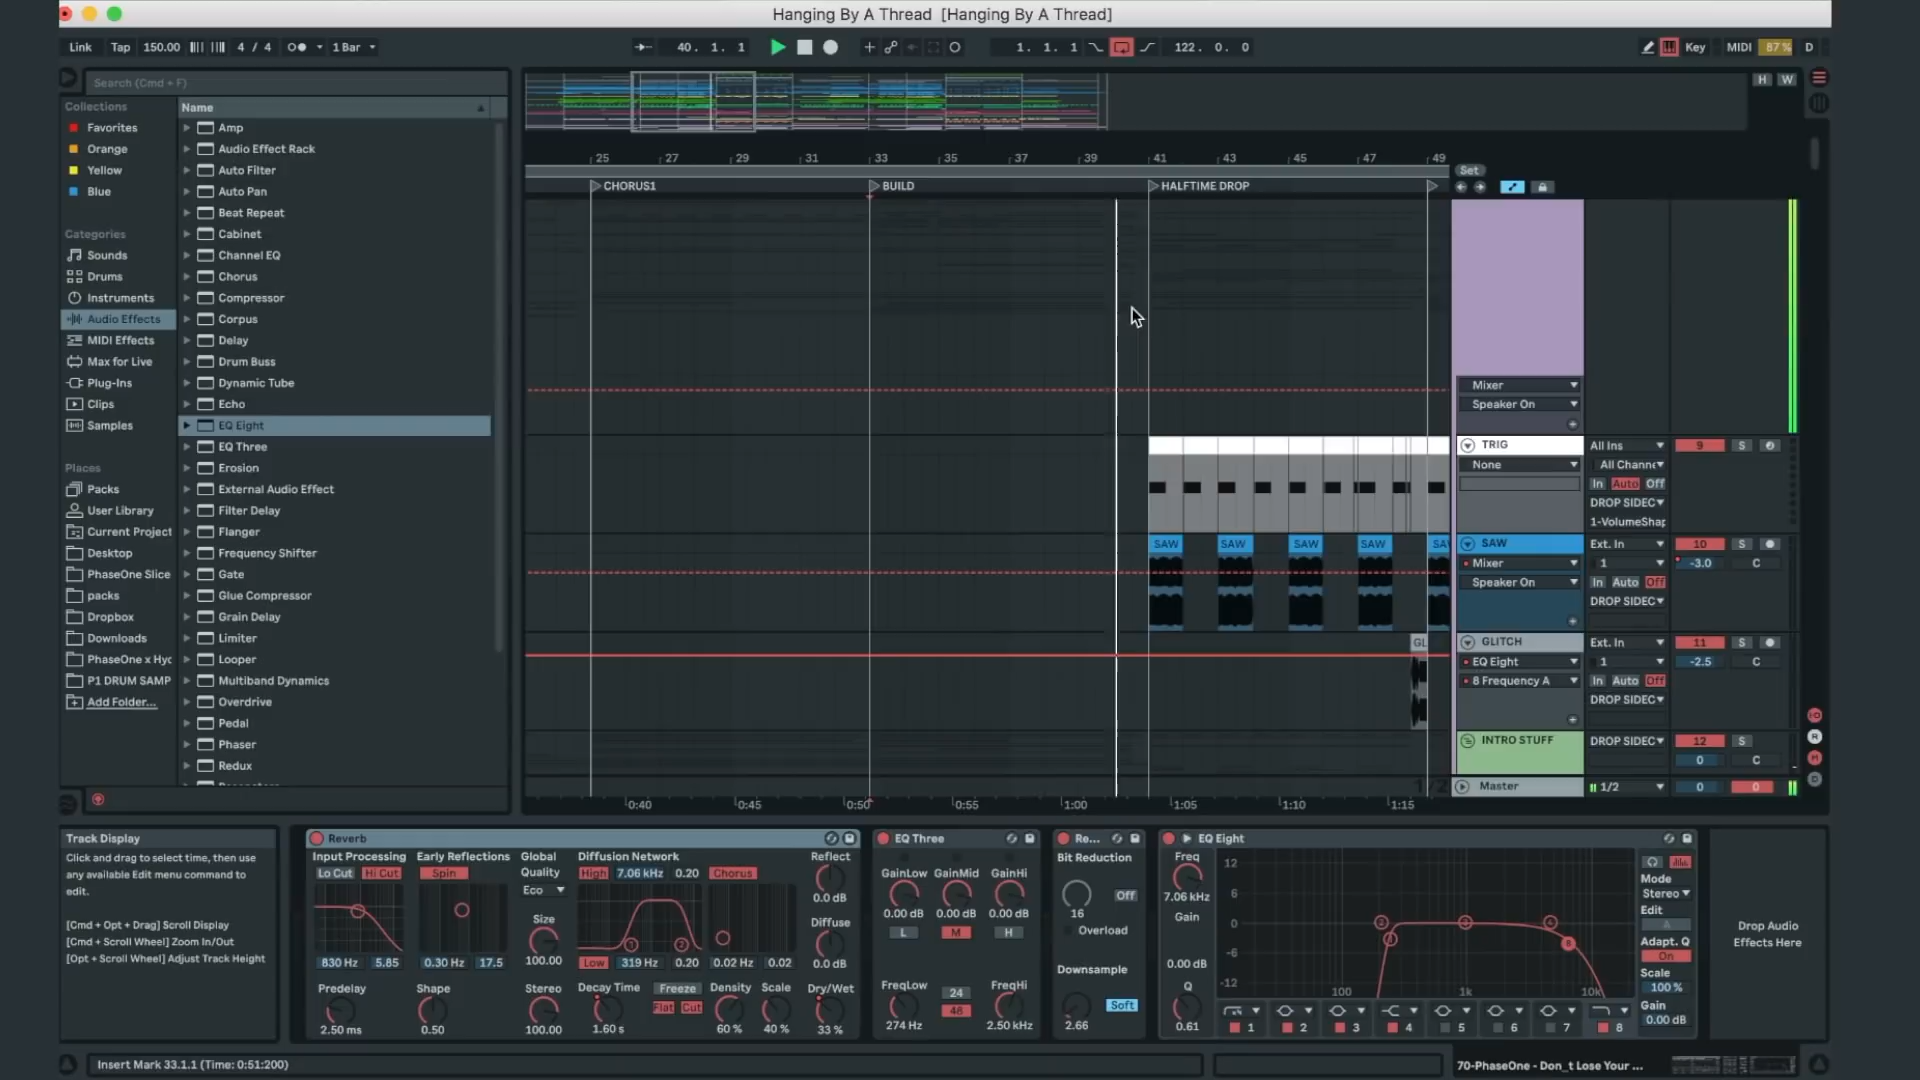 Hanging By A Thread [Hanging By A Thread]
Link Tap 150.00 4 / 4 1 Bar 40. 1. 1 1. 1. 1 122. 0. 0 Key MIDI 87 % D
Search (Cmd + F)
H W
Collections
Favorites
Orange
Yellow
Blue
Categories
Sounds
Drums
Instruments
Audio Effects
MIDI Effects
Max for Live
Plug-Ins
Clips
Samples
Places
Packs
User Library
Current Project
Desktop
PhaseOne Slice
packs
Dropbox
Downloads
PhaseOne x Hyd
P1 DRUM SAMP
Add Folder...
Name
Amp
Audio Effect Rack
Auto Filter
Auto Pan
Beat Repeat
Cabinet
Channel EQ
Chorus
Compressor
Corpus
Delay
Drum Buss
Dynamic Tube
Echo
EQ Eight
EQ Three
Erosion
External Audio Effect
Filter Delay
Flanger
Frequency Shifter
Gate
Glue Compressor
Grain Delay
Limiter
Looper
Multiband Dynamics
Overdrive
Pedal
Phaser
Redux
25 27 29 31 33 35 37 39 41 43 45 47 49
Set
CHORUS1 BUILD HALFTIME DROP
Mixer
Speaker On
TRIG All Ins 9 S
None All Channe
In Auto Off
DROP SIDEC
1-VolumeShap
SAW SAW SAW SAW SAW
SAW Ext. In 10 S
Mixer 1 -3.0 C
Speaker On In Auto Off
DROP SIDEC
GL
GLITCH Ext. In 11 S
EQ Eight 1 -2.5 C
8 Frequency A In Auto Off
DROP SIDEC
INTRO STUFF DROP SIDEC 12 S
0 C
1/2
Master 1/2 0 0
0:40 0:45 0:50 0:55 1:00 1:05 1:10 1:15
R
M
D
Track Display
Click and drag to select time, then use
any available Edit menu command to
edit.
[Cmd + Opt + Drag] Scroll Display
[Cmd + Scroll Wheel] Zoom In/Out
[Opt + Scroll Wheel] Adjust Track Height
Reverb
Input Processing Early Reflections Global Quality Diffusion Network Reflect
Lo Cut Hi Cut Spin Eco High 7.06 kHz 0.20 Chorus 0.0 dB
Size
100.00
Diffuse
0.0 dB
830 Hz 5.85 0.30 Hz 17.5 Low 319 Hz 0.20 0.02 Hz 0.02
Predelay Shape Stereo Decay Time Freeze Density Scale Dry/Wet
Flat Cut
2.50 ms 0.50 100.00 1.60 s 60 % 40 % 33 %
EQ Three
GainLow GainMid GainHi
0.00 dB 0.00 dB 0.00 dB
L M H
FreqLow 24 FreqHi
48
274 Hz 2.50 kHz
Re...
Bit Reduction
Off
16
Overload
Downsample
Soft
2.66
EQ Eight
Freq
7.06 kHz
Gain
0.00 dB
Q
0.61
12
6
0
-6
-12
100 1k 10k
1 2 3 4 5 6 7 8
Mode
Stereo
Edit
A
Adapt. Q
On
Scale
100 %
Gain
0.00 dB
Drop Audio
Effects Here
Insert Mark 33.1.1 (Time: 0:51:200)
70-PhaseOne - Don_t Lose Your ...